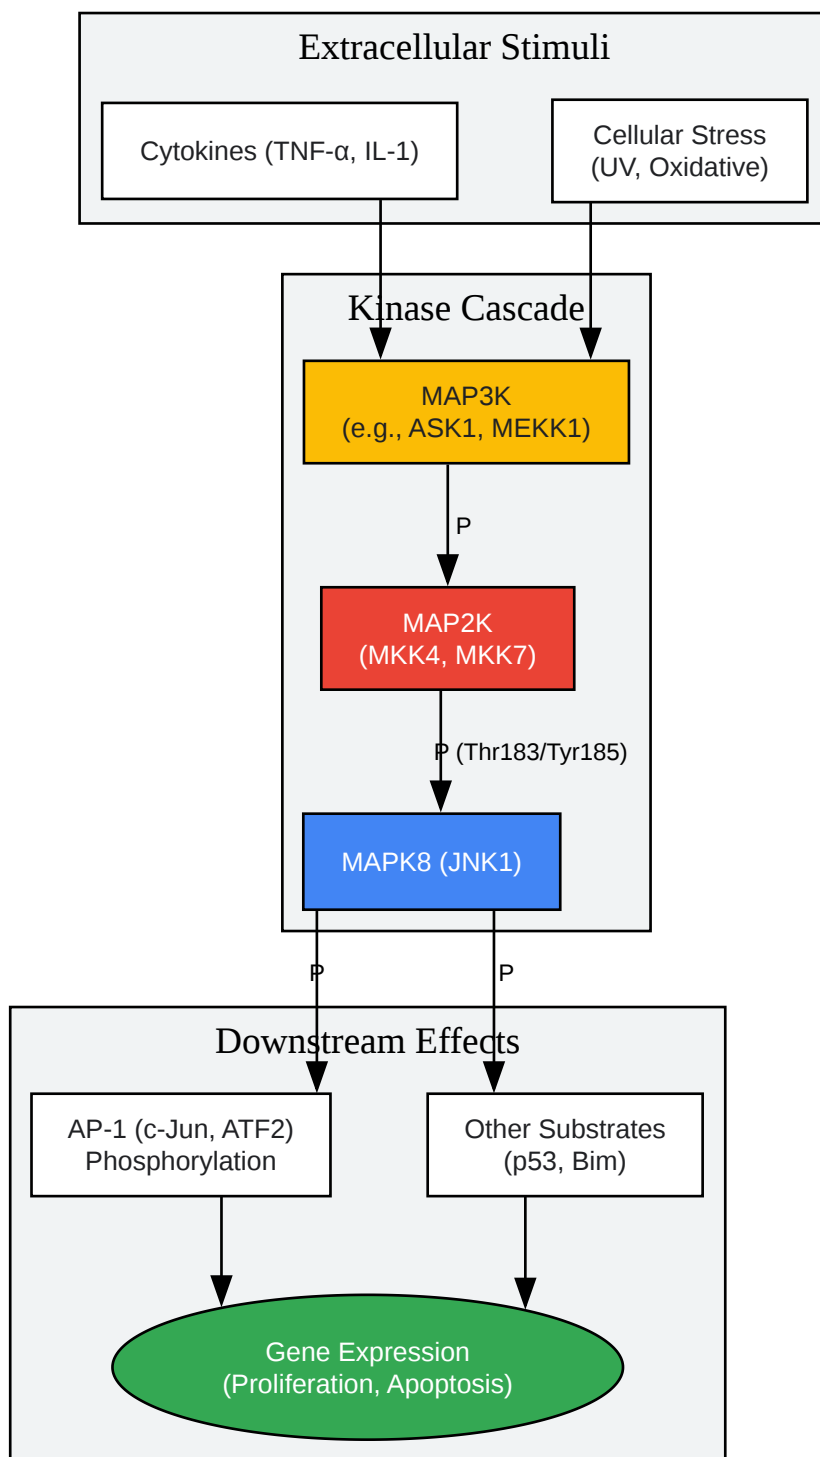 Extracellular Stimuli
Cytokines (TNF-α, IL-1)
Cellular Stress
(UV, Oxidative)
Kinase Cascade
MAP3K
(e.g., ASK1, MEKK1)
P
MAP2K
(MKK4, MKK7)
P (Thr183/Tyr185)
MAPK8 (JNK1)
P
P
Downstream Effects
AP-1 (c-Jun, ATF2)
Phosphorylation
Other Substrates
(p53, Bim)
Gene Expression
(Proliferation, Apoptosis)